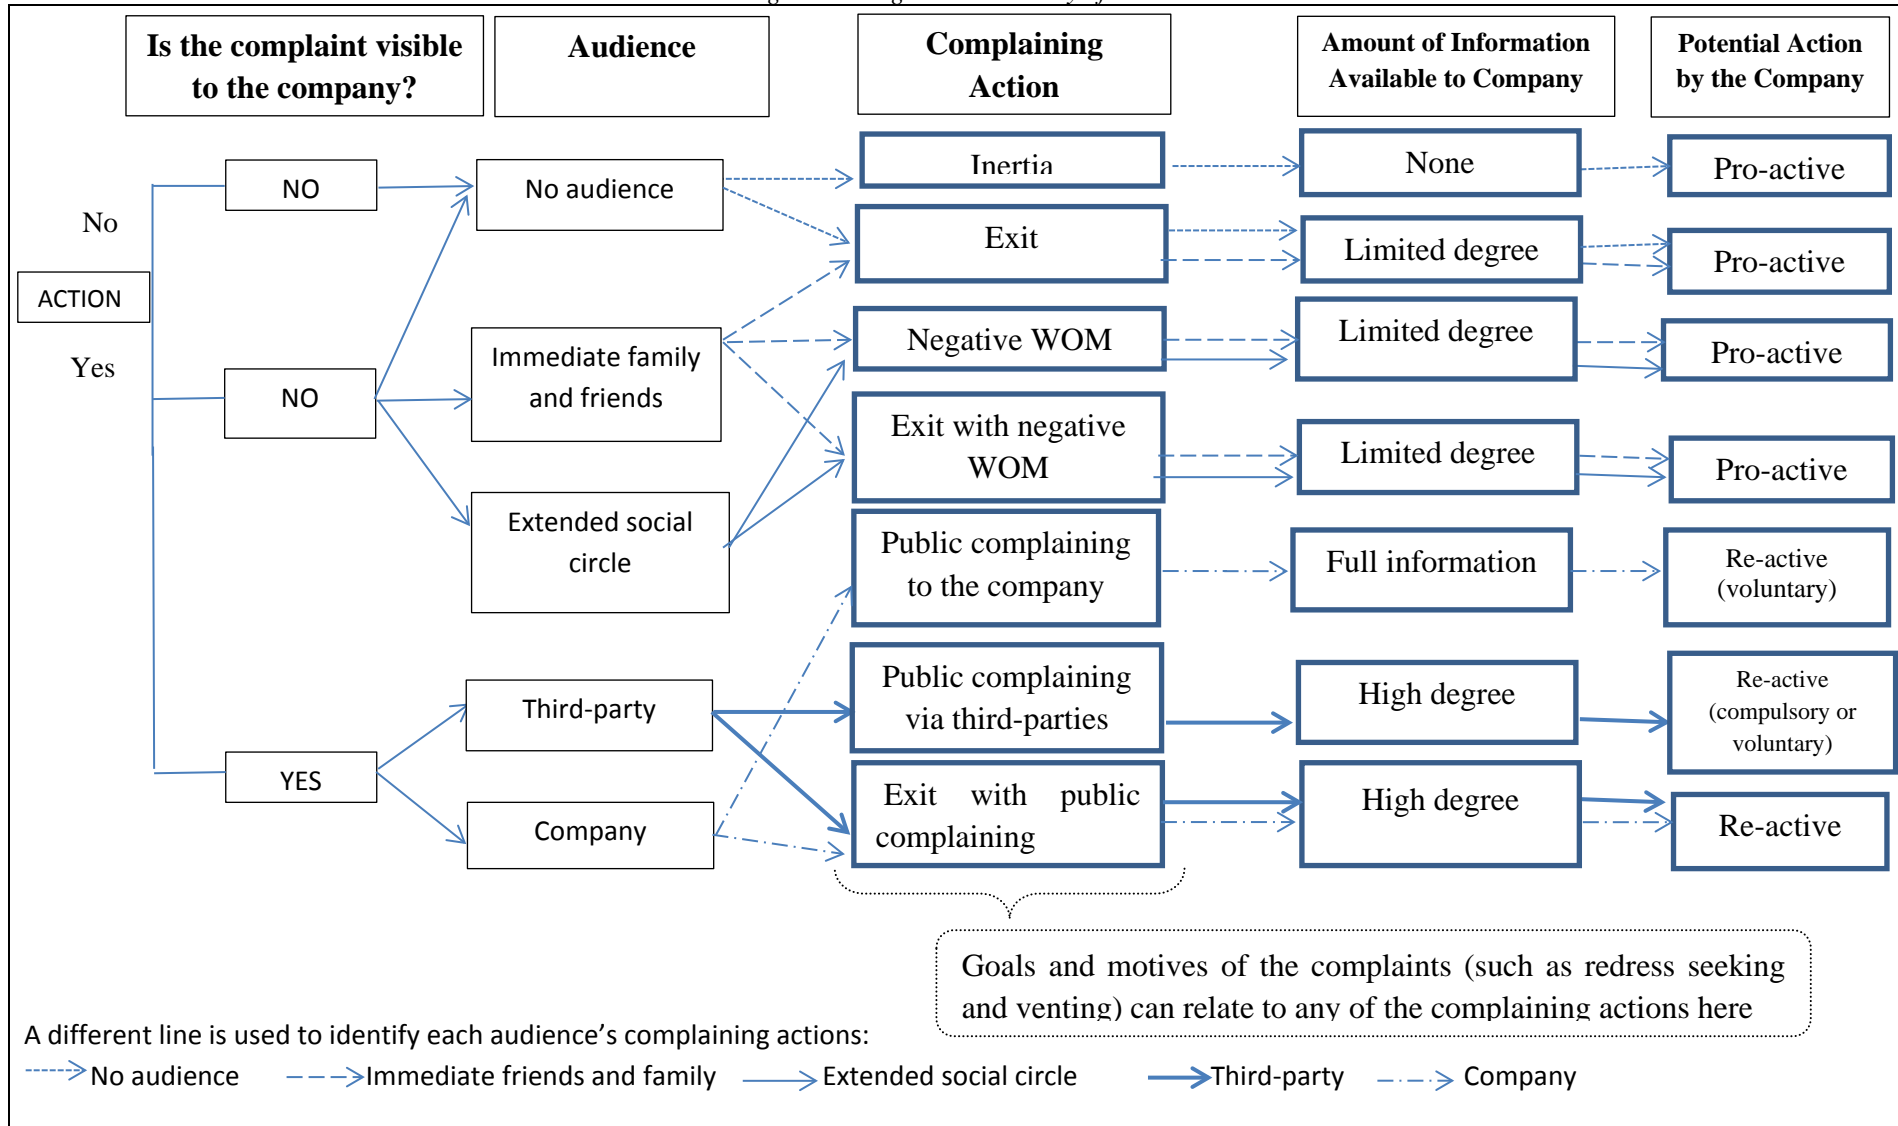 Is the complaint visible
to the company?
Audience
Complaining
Action
Amount of Information
Available to Company
Potential Action
by the Company
No
ACTION
Yes
NO
NO
YES
No audience
Immediate family
and friends
Extended social
circle
Third-party
Company
Inertia
Exit
Negative WOM
Exit with negative
WOM
Public complaining
to the company
Public complaining
via third-parties
Exit with public
complaining
None
Limited degree
Limited degree
Limited degree
Full information
High degree
High degree
Pro-active
Pro-active
Pro-active
Pro-active
Re-active
(voluntary)
Re-active
(compulsory or
voluntary)
Re-active
Goals and motives of the complaints (such as redress seeking
and venting) can relate to any of the complaining actions here
A different line is used to identify each audience’s complaining actions:
No audience
Immediate friends and family
Extended social circle
Third-party
Company